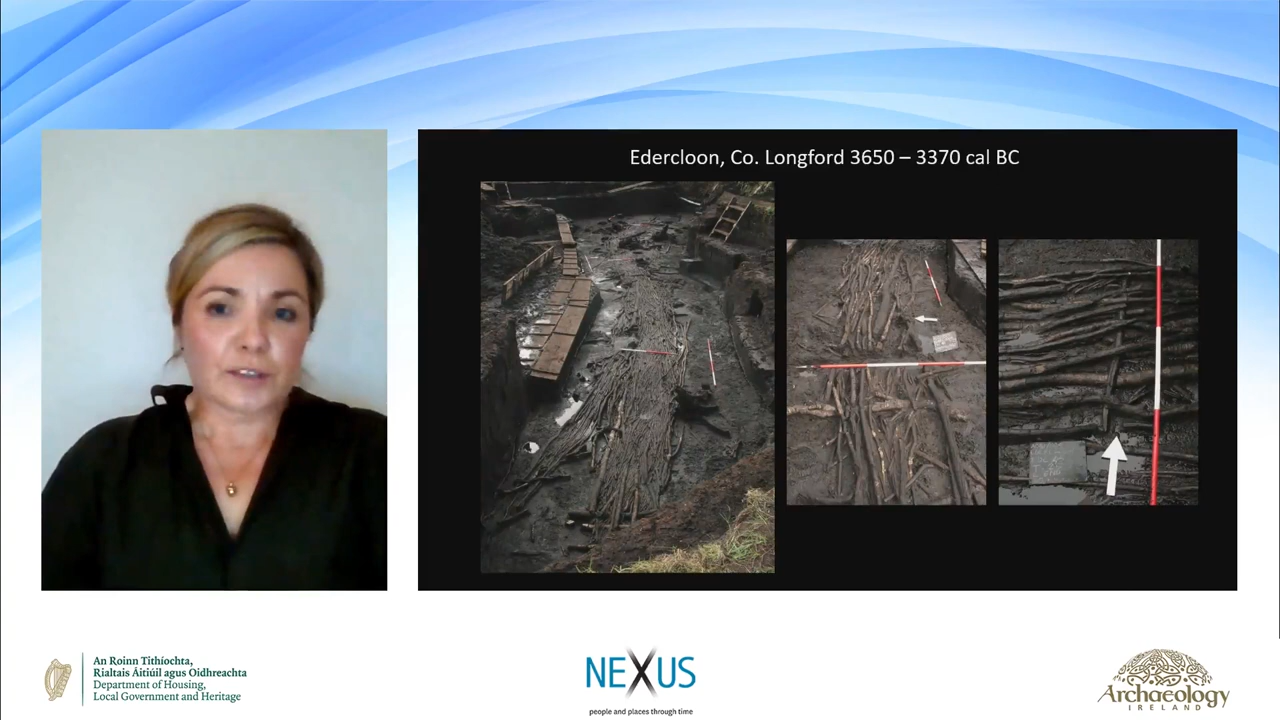 Edercloon, Co. Longford 3650 – 3370 cal BC
An Roinn Tithíochta,
Rialtais Áitiúil agus Oidhreachta
Department of Housing,
Local Government and Heritage
NEXUS
people and places through time
Archaeology
IRELAND